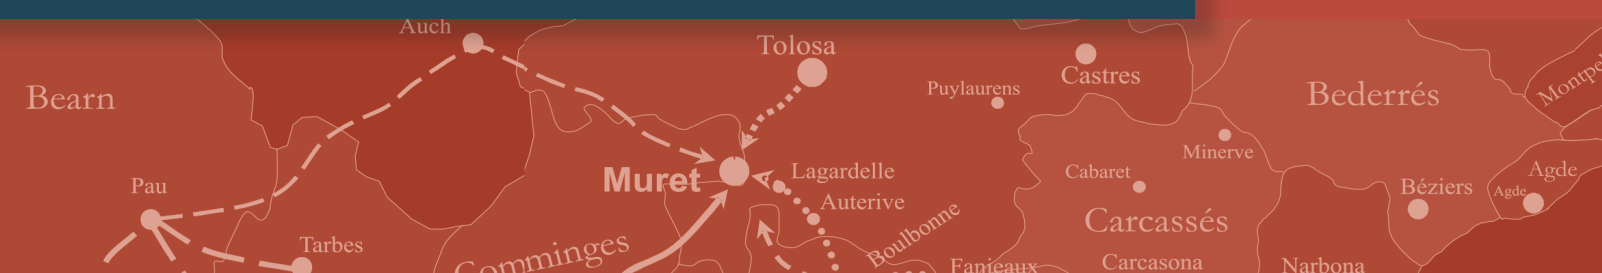 Auch
Tolosa
Bearn
Puylaurens
Castres
Bederrés
Montpe
Minerve
Muret
Lagardelle
Cabaret
Pau
Auterive
Béziers
Agde
Agde
Carcassés
Boulbonne
Tarbes
Comminges
Fanjeaux
Carcasona
Narbona